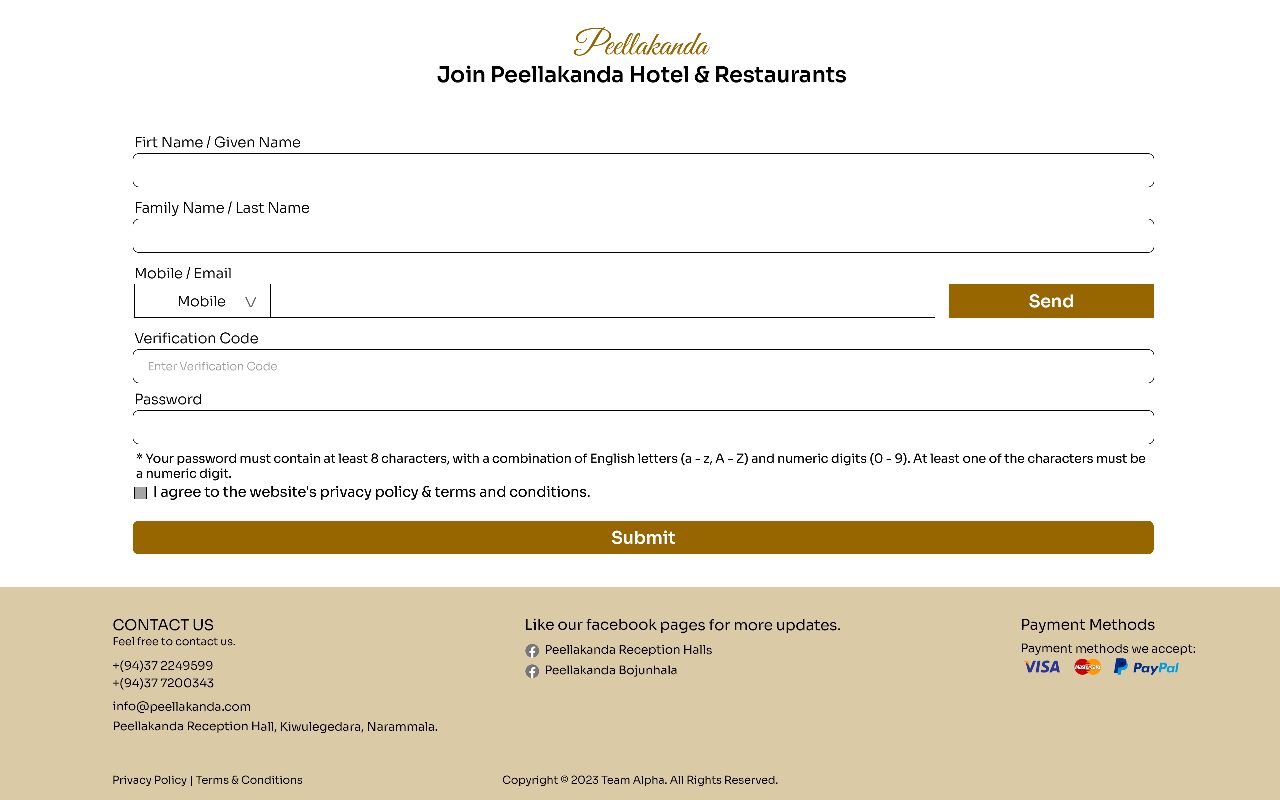 Peellakanda
Join Peellakanda Hotel & Restaurants
Firt Name / Given Name
Family Name / Last Name
Mobile / Email
Mobile
Send
Verification Code
Enter Verification Code
Password
* Your password must contain at least 8 characters, with a combination of English letters (a - z, A - Z) and numeric digits (0 - 9). At least one of the characters must be
a numeric digit.
I agree to the website's privacy policy & terms and conditions.
Submit
CONTACT US
Feel free to contact us.
+(94)37 2249599
+(94)37 7200343
info@peellakanda.com
Peellakanda Reception Hall, Kiwulegedara, Narammala.
Like our facebook pages for more updates.
Peellakanda Reception Halls
Peellakanda Bojunhala
Payment Methods
Payment methods we accept:
VISA MasterCard PayPal
Privacy Policy | Terms & Conditions
Copyright © 2023 Team Alpha. All Rights Reserved.